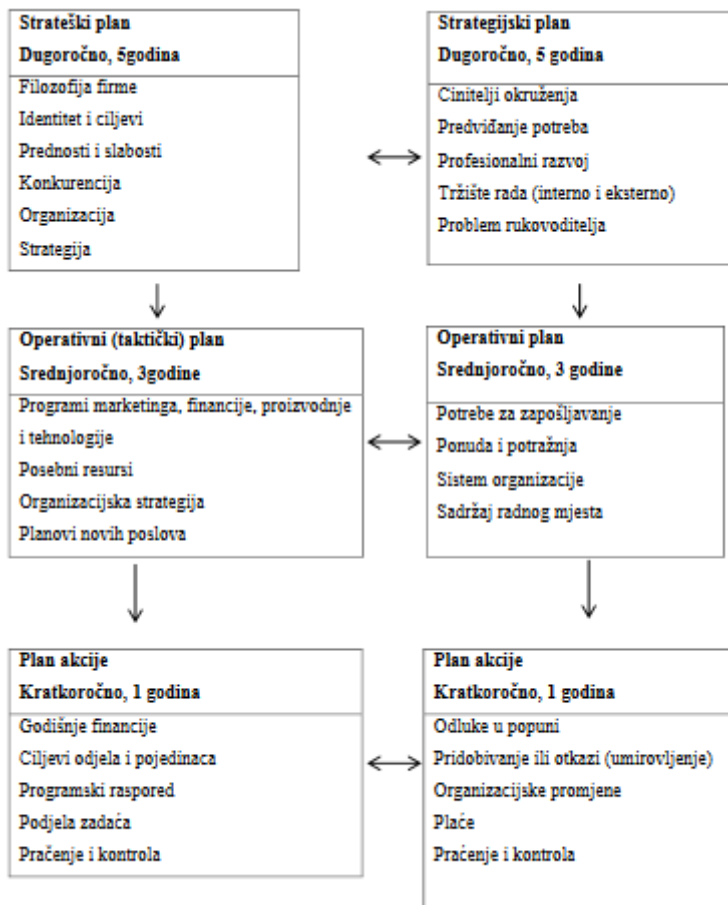 Strateški plan
Dugoročno, 5godina
Filozofija firme
Identitet i ciljevi
Prednosti i slabosti
Konkurencija
Organizacija
Strategija
Strategijski plan
Dugoročno, 5 godina
Cinitelji okruženja
Predviđanje potreba
Profesionalni razvoj
Tržište rada (interno i eksterno)
Problem rukovoditelja
Operativni (taktički) plan
Srednjoročno, 3godine
Programi marketinga, financije, proizvodnje
i tehnologije
Posebni resursi
Organizacijska strategija
Planovi novih poslova
Operativni plan
Srednjoročno, 3 godine
Potrebe za zapošljavanje
Ponuda i potražnja
Sistem organizacije
Sadržaj radnog mjesta
Plan akcije
Kratkoročno, 1 godina
Godišnje financije
Ciljevi odjela i pojedinaca
Programski raspored
Podjela zadaća
Pračenje i kontrola
Plan akcije
Kratkoročno, 1 godina
Odluke u popuni
Pridobivanje ili otkazi (umirovljenje)
Organizacijske promjene
Plaće
Praćenje i kontrola